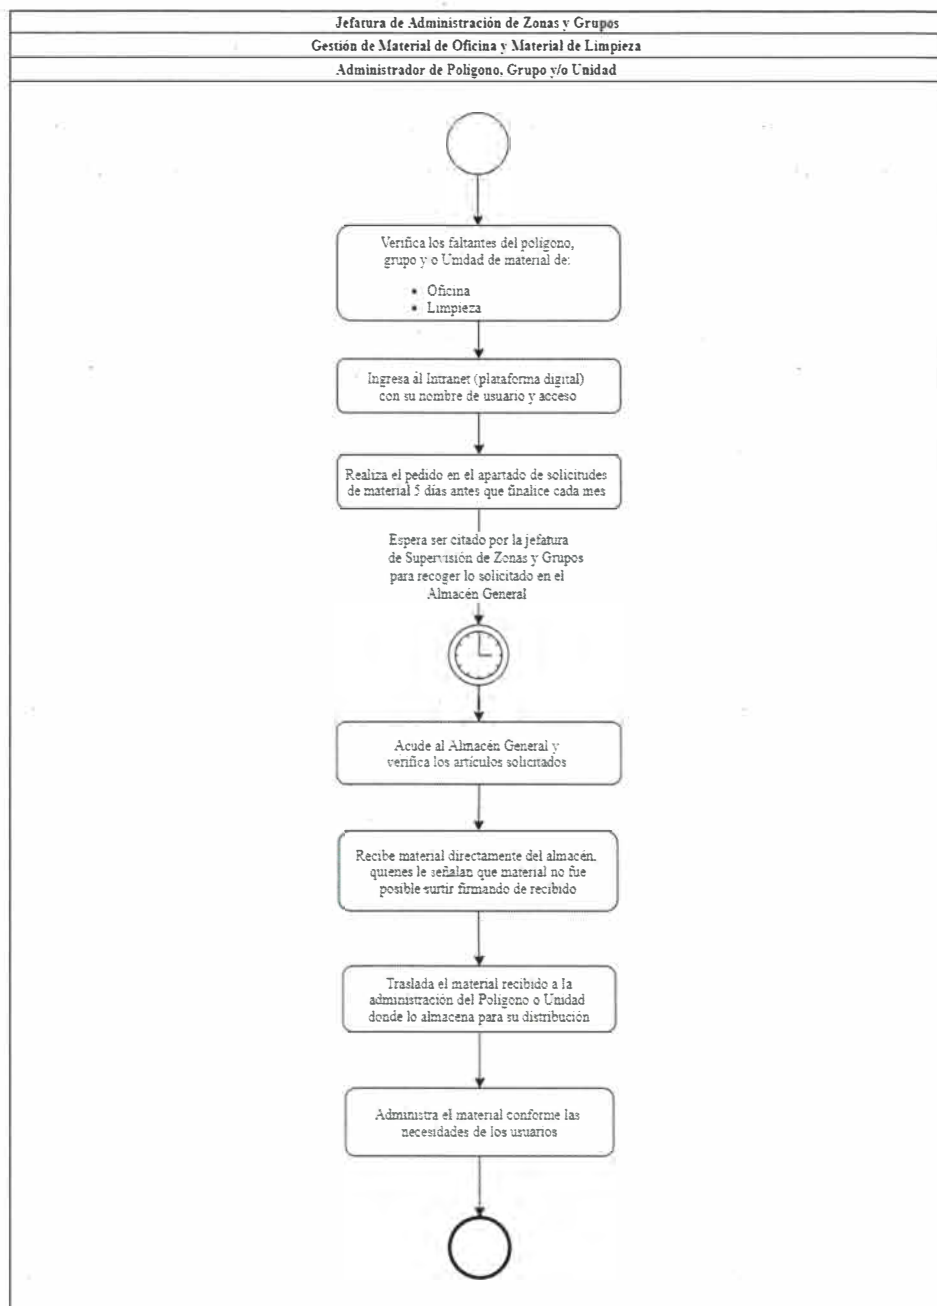 Jefatura de Administración de Zonas y Grupos
Gestión de Material de Oficina y Material de Limpieza
Administrador de Polígono, Grupo y/o Unidad
Verifica los faltantes del polígono,
grupo y o Unidad de material de:
• Oficina
• Limpieza
Ingresa al Intranet (plataforma digital)
con su nombre de usuario y acceso
Realiza el pedido en el apartado de solicitudes
de material 5 días antes que finalice cada mes
Espera ser citado por la jefatura
de Supervisión de Zonas y Grupos
para recoger lo solicitado en el
Almacén General
Acude al Almacén General y
verifica los artículos solicitados
Recibe material directamente del almacén,
quienes le señalan que material no fue
posible surtir firmando de recibido
Traslada el material recibido a la
administración del Polígono o Unidad
donde lo almacena para su distribución
Administra el material conforme las
necesidades de los usuarios